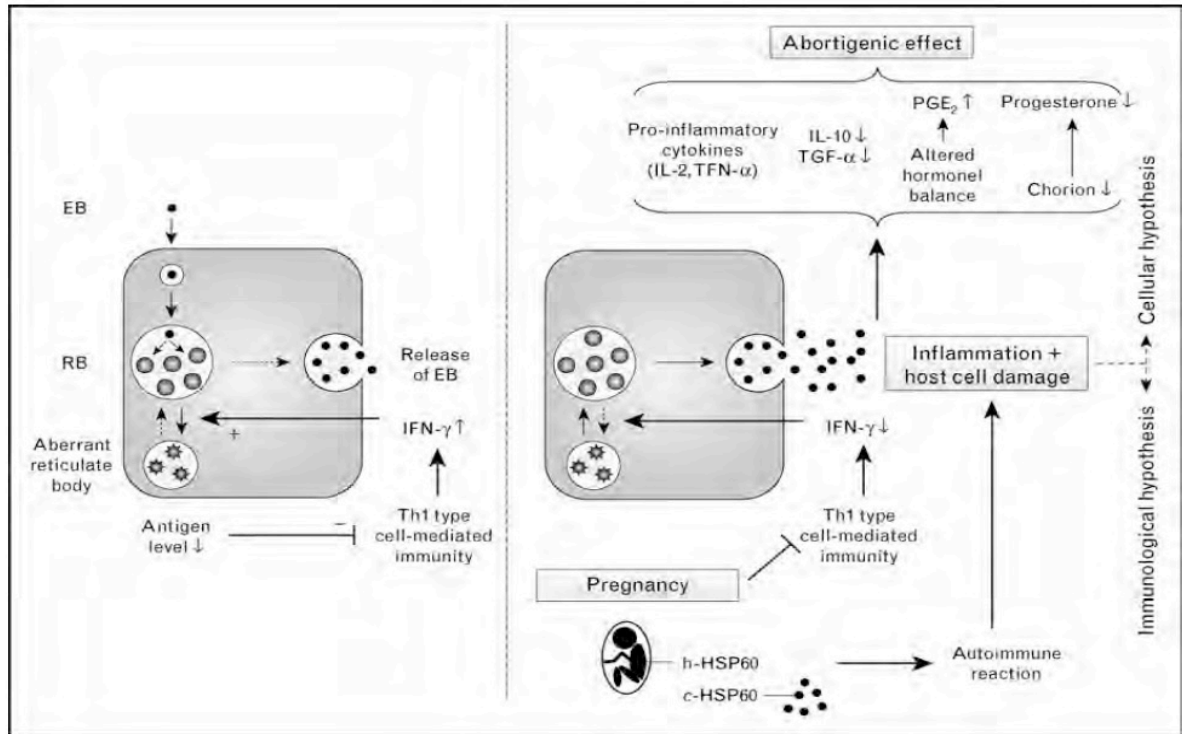 Abortigenic effect
PGE₂ ↑
Progesterone ↓
Pro-inflammatory
cytokines
(IL-2, TFN-α)
IL-10 ↓
TGF-α ↓
Altered
hormonel
balance
Chorion ↓
EB
RB
Release
of EB
+
IFN-γ ↑
Aberrant
reticulate
body
Antigen
level ↓
−
Th1 type
cell-mediated
immunity
Inflammation +
host cell damage
IFN-γ ↓
Th1 type
cell-mediated
immunity
Pregnancy
h-HSP60
c-HSP60
Autoimmune
reaction
Cellular hypothesis
Immunological hypothesis